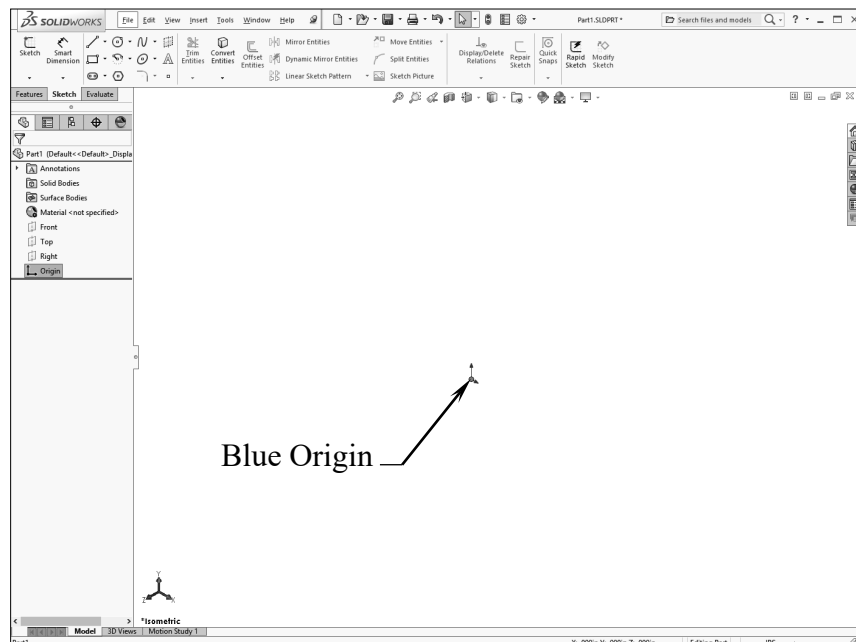 SOLIDWORKS File Edit View Insert Tools Window Help Part1.SLDPRT * Search files and models ?
Sketch Smart Dimension Trim Entities Convert Entities Offset Entities Mirror Entities Dynamic Mirror Entities Linear Sketch Pattern Move Entities Split Entities Sketch Picture Display/Delete Relations Repair Sketch Quick Snaps Rapid Sketch Modify Sketch
Features Sketch Evaluate
Part1 (Default<<Default>_Displa
Annotations
Solid Bodies
Surface Bodies
Material <not specified>
Front
Top
Right
Origin
Blue Origin
Y
Z X
*Isometric
Model 3D Views Motion Study 1